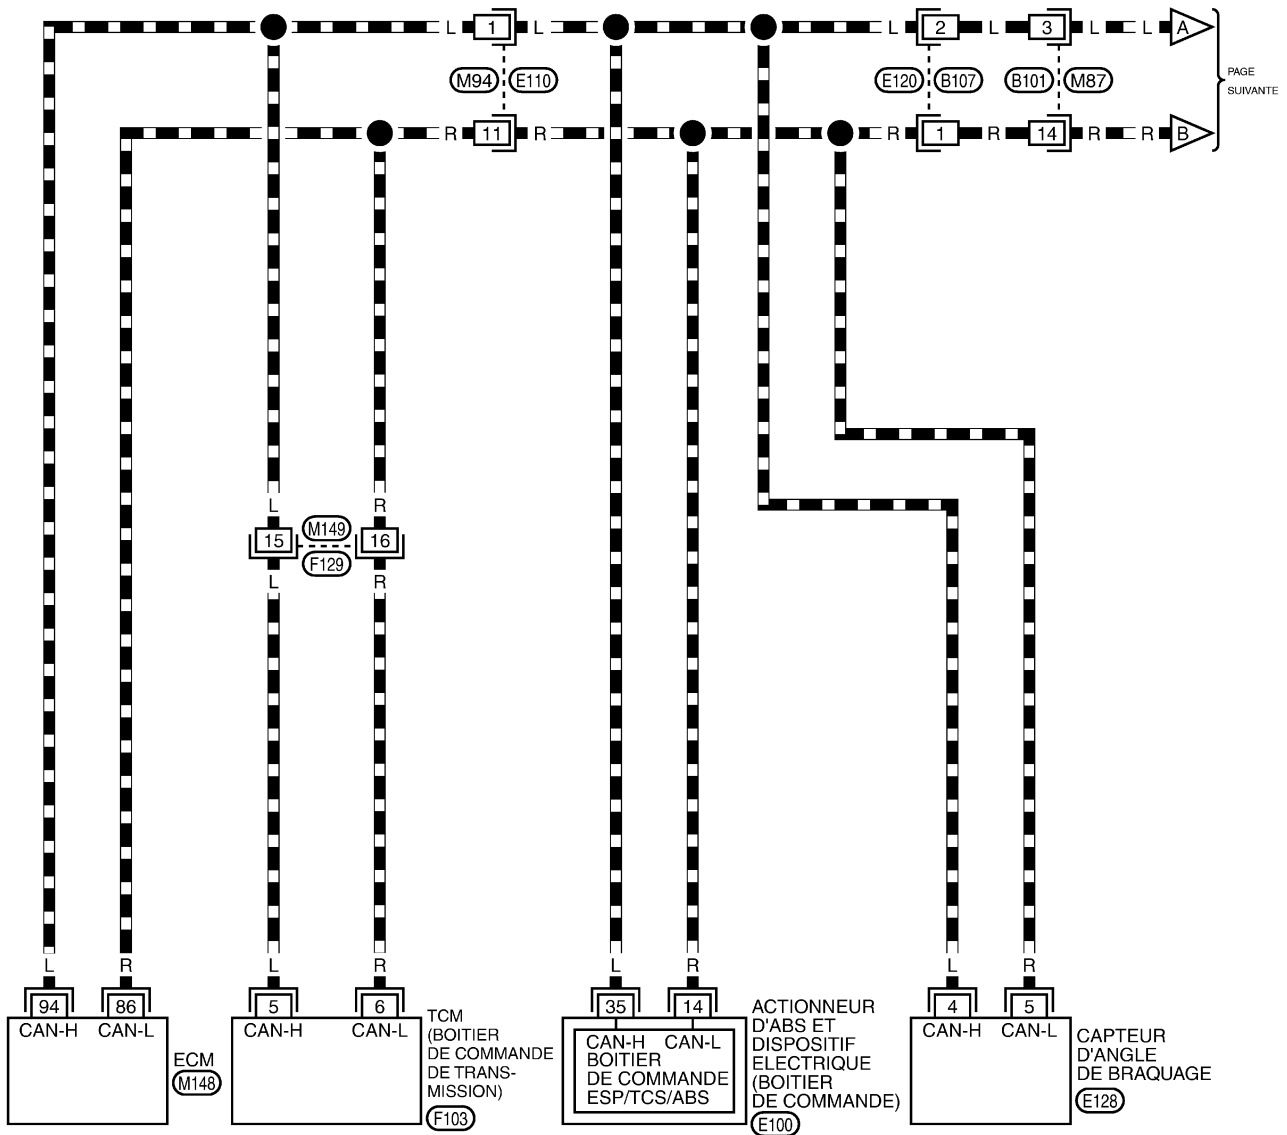 L 1 L L 2 L 3 L L A
M94 E110 E120 B107 B101 M87
PAGE
SUIVANTE
R 11 R R 1 R 14 R R B
L R
15 M149 16
F129
L R
L R L R L R L R
94 86 5 6 35 14 4 5
CAN-H CAN-L CAN-H CAN-L CAN-H CAN-L CAN-H CAN-L
ECM
M148
TCM
(BOITIER
DE COMMANDE
DE TRANS-
MISSION)
F103
BOITIER
DE COMMANDE
ESP/TCS/ABS
ACTIONNEUR
D'ABS ET
DISPOSITIF
ELECTRIQUE
(BOITIER
DE COMMANDE)
E100
CAPTEUR
D'ANGLE
DE BRAQUAGE
E128